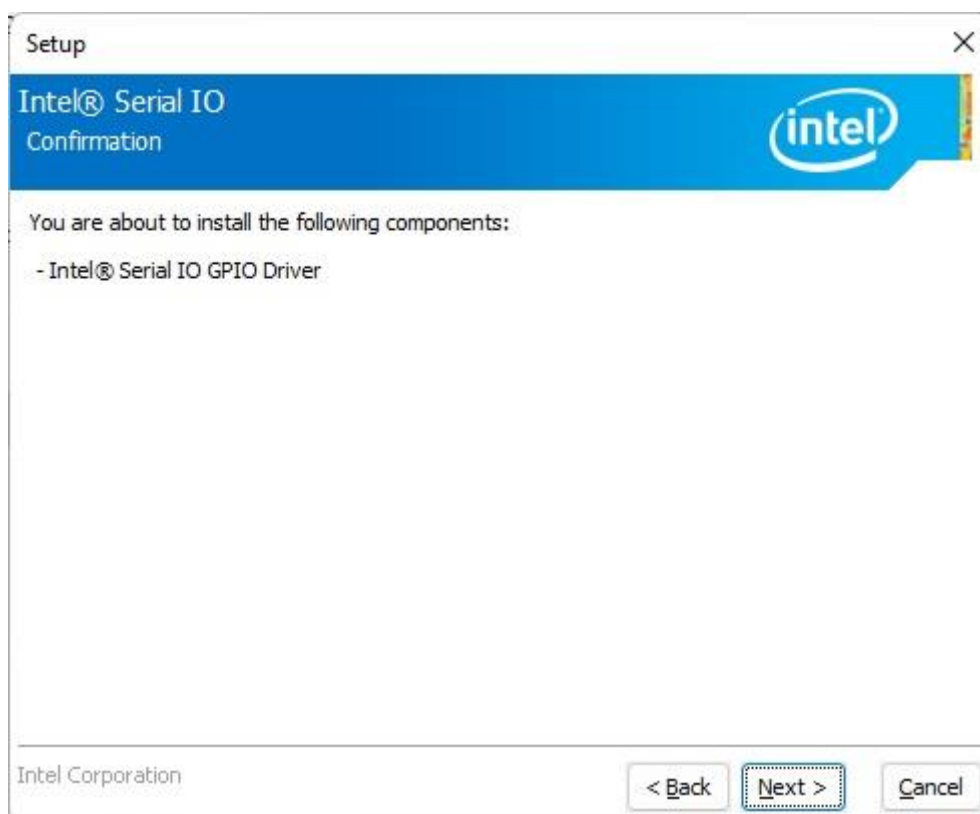 Setup
Intel® Serial IO
Confirmation
intel
You are about to install the following components:
- Intel® Serial IO GPIO Driver
Intel Corporation
< Back Next > Cancel